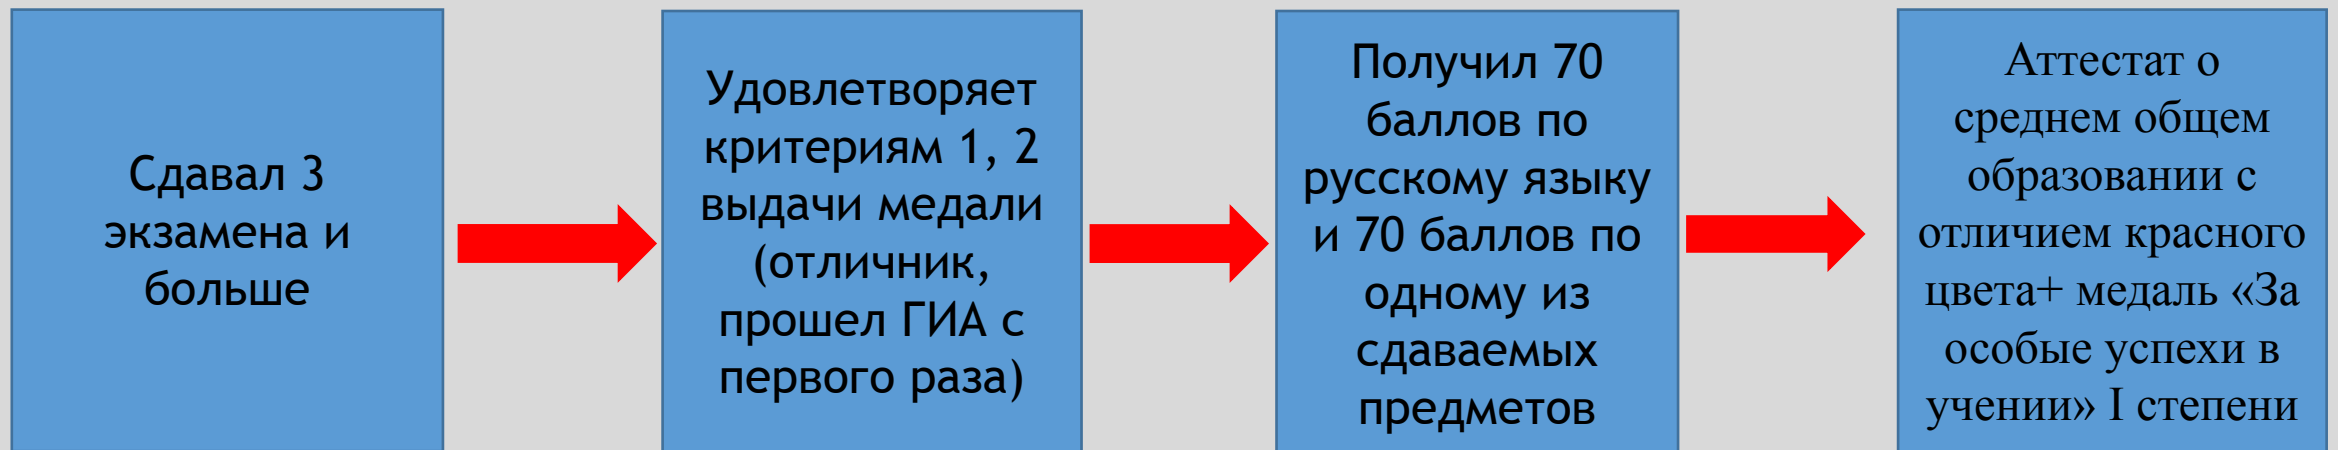 Сдавал 3
экзамена и
больше
Удовлетворяет
критериям 1, 2
выдачи медали
(отличник,
прошел ГИА с
первого раза)
Получил 70
баллов по
русскому языку
и 70 баллов по
одному из
сдаваемых
предметов
Аттестат о
среднем общем
образовании с
отличием красного
цвета+ медаль «За
особые успехи в
учении» I степени